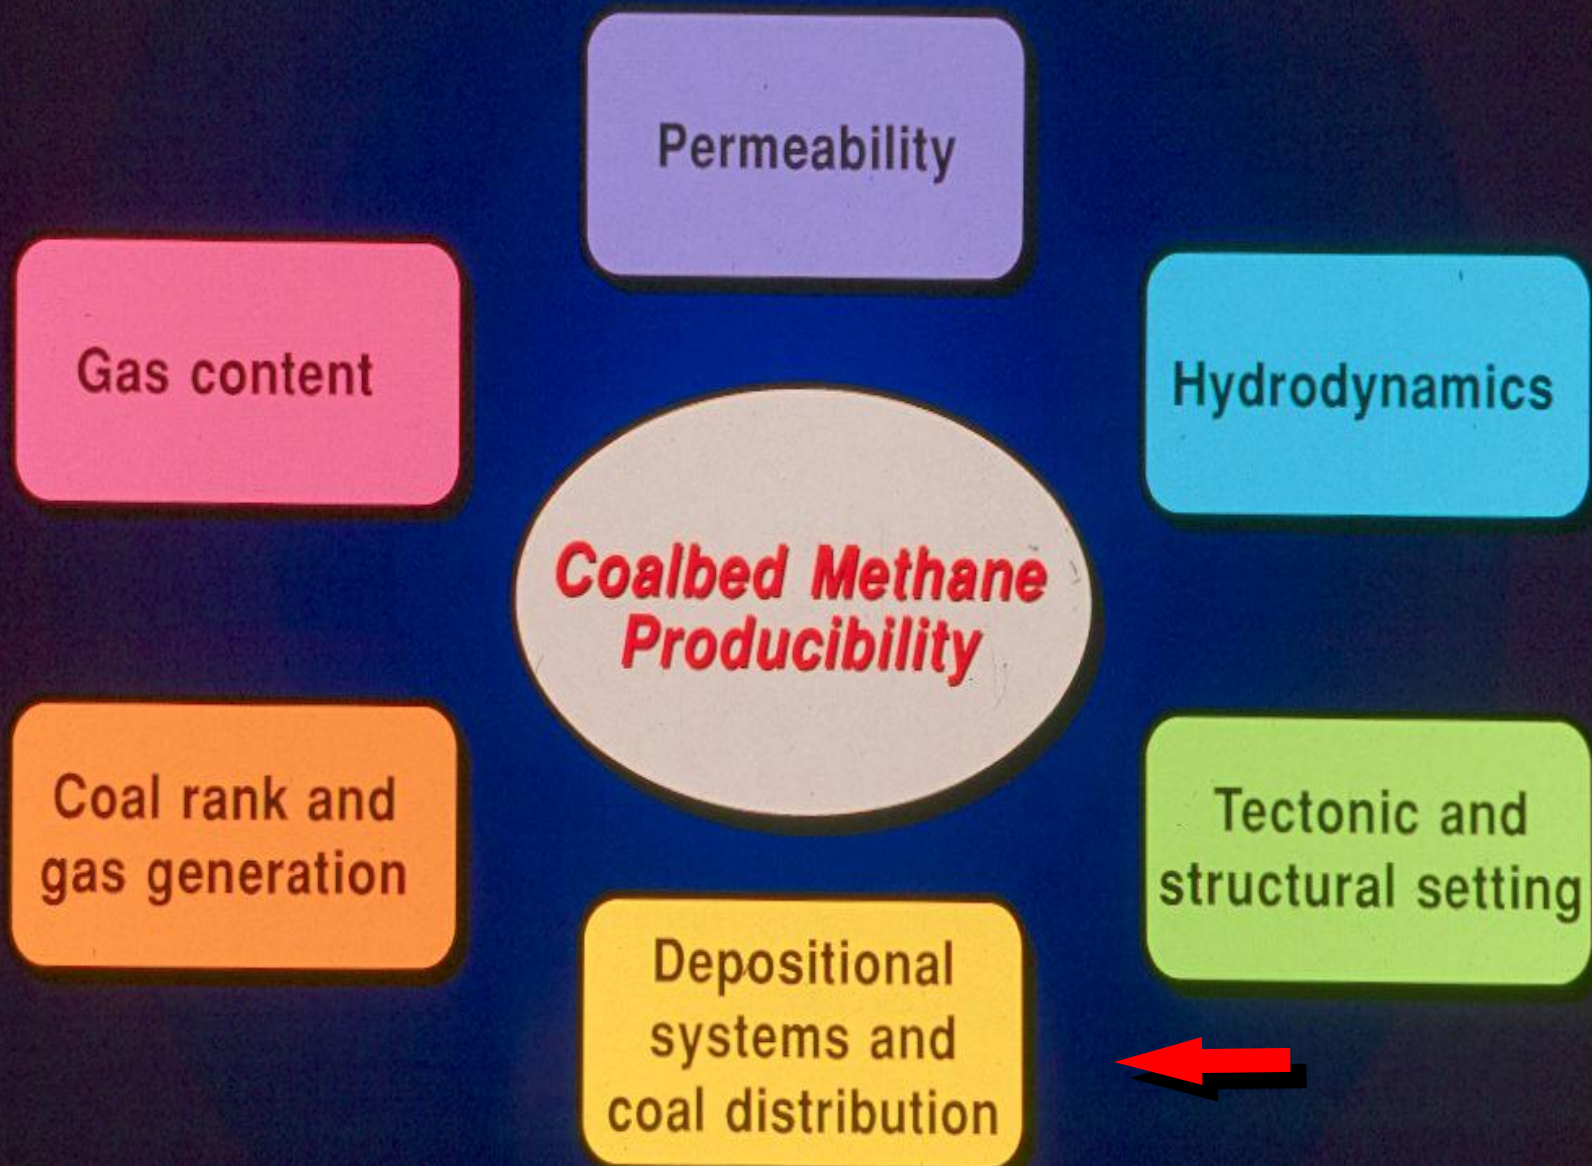 Permeability
Gas content
Hydrodynamics
Coalbed Methane
Producibility
Coal rank and
gas generation
Tectonic and
structural setting
Depositional
systems and
coal distribution